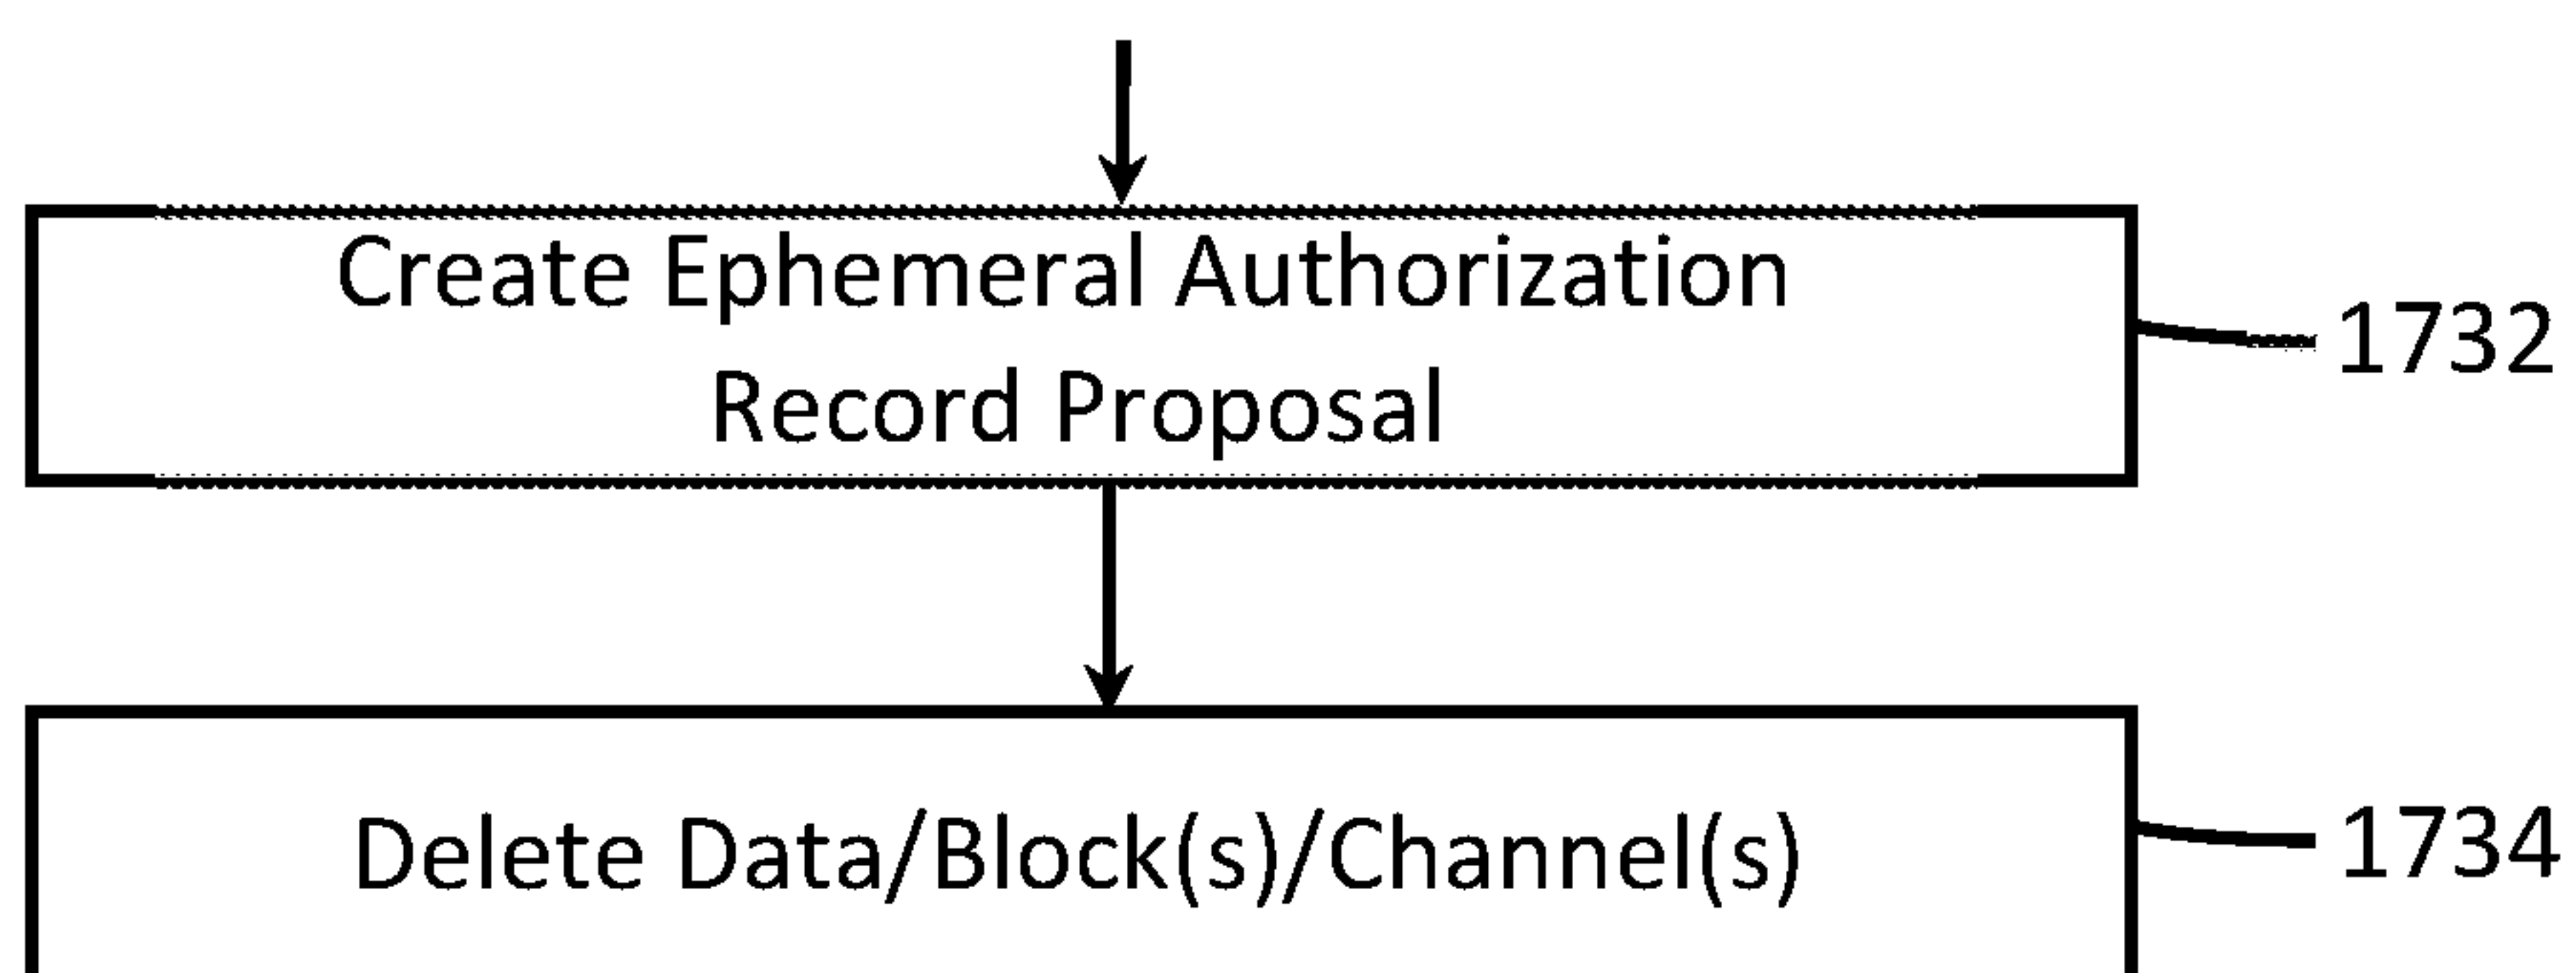 Create Ephemeral Authorization
Record Proposal
1732
Delete Data/Block(s)/Channel(s)
1734